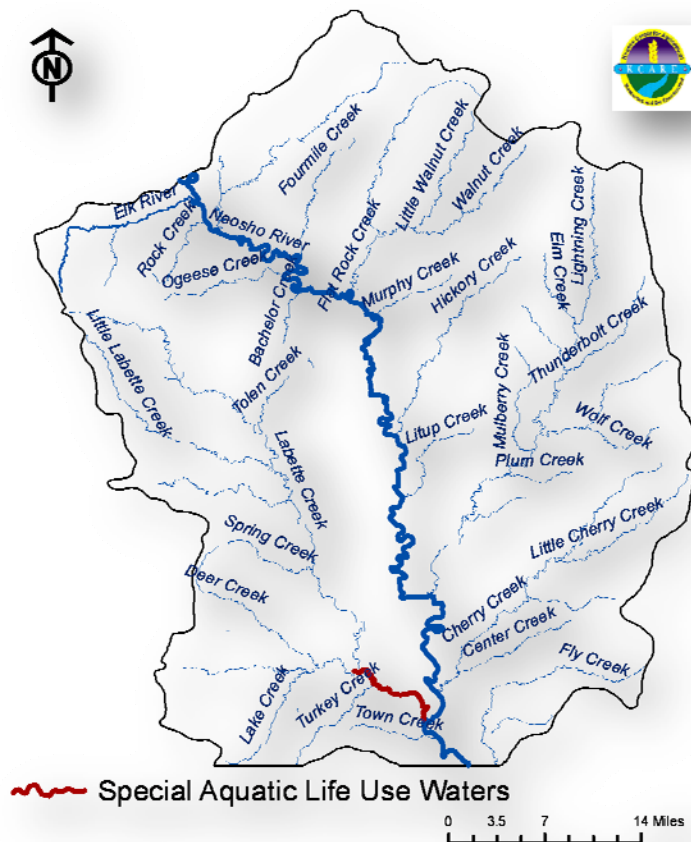 N
KCARE
Fourmile Creek
Little Walnut Creek
Walnut Creek
Lightning Creek
Elk River
Rock Creek
Neosho River
Ogeese Creek
Flat Rock Creek
Elm Creek
Bachelor Creek
Murphy Creek
Hickory Creek
Little Labette Creek
Thunderbolt Creek
Tolen Creek
Mulberry Creek
Litup Creek
Wolf Creek
Labette Creek
Plum Creek
Spring Creek
Little Cherry Creek
Deer Creek
Cherry Creek
Center Creek
Fly Creek
Lake Creek
Turkey Creek
Town Creek
Special Aquatic Life Use Waters
0 3.5 7 14 Miles